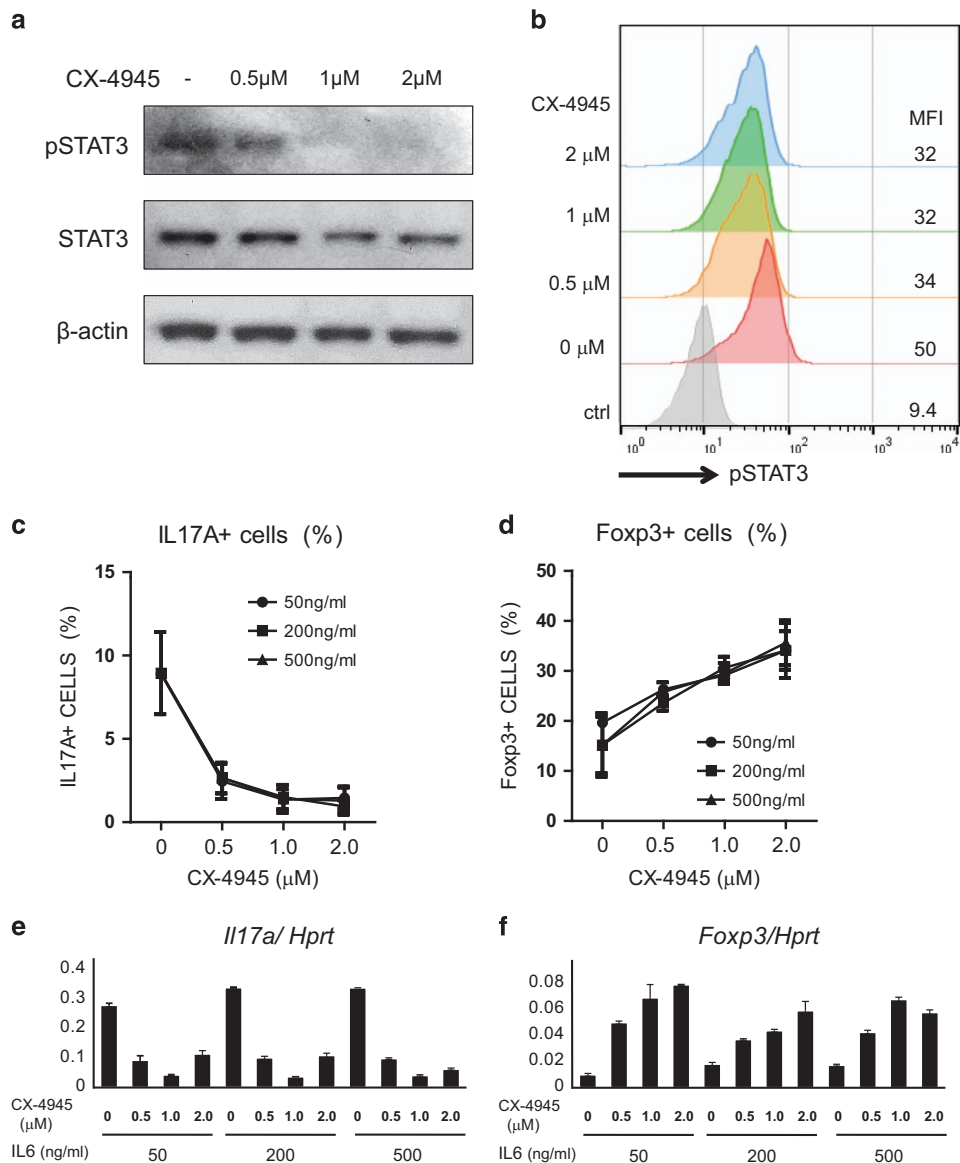 a
CX-4945 - 0.5μM 1μM 2μM
pSTAT3
STAT3
β-actin
b
CX-4945
MFI
2 μM 32
1 μM 32
0.5 μM 34
0 μM 50
ctrl 9.4
10⁰ 10¹ 10² 10³ 10⁴
pSTAT3
c
IL17A+ cells (%)
IL17A+ CELLS (%)
15
10
5
0
50ng/ml
200ng/ml
500ng/ml
0 0.5 1.0 2.0
CX-4945 (μM)
d
Foxp3+ cells (%)
Foxp3+ CELLS (%)
50
40
30
20
10
0
50ng/ml
200ng/ml
500ng/ml
0 0.5 1.0 2.0
CX-4945 (μM)
e
Il17a/ Hprt
0.4
0.3
0.2
0.1
0
CX-4945 (μM)
0 0.5 1.0 2.0 0 0.5 1.0 2.0 0 0.5 1.0 2.0
IL6 (ng/ml) 50 200 500
f
Foxp3/Hprt
0.08
0.06
0.04
0.02
0
CX-4945 (μM)
0 0.5 1.0 2.0 0 0.5 1.0 2.0 0 0.5 1.0 2.0
IL6 (ng/ml) 50 200 500